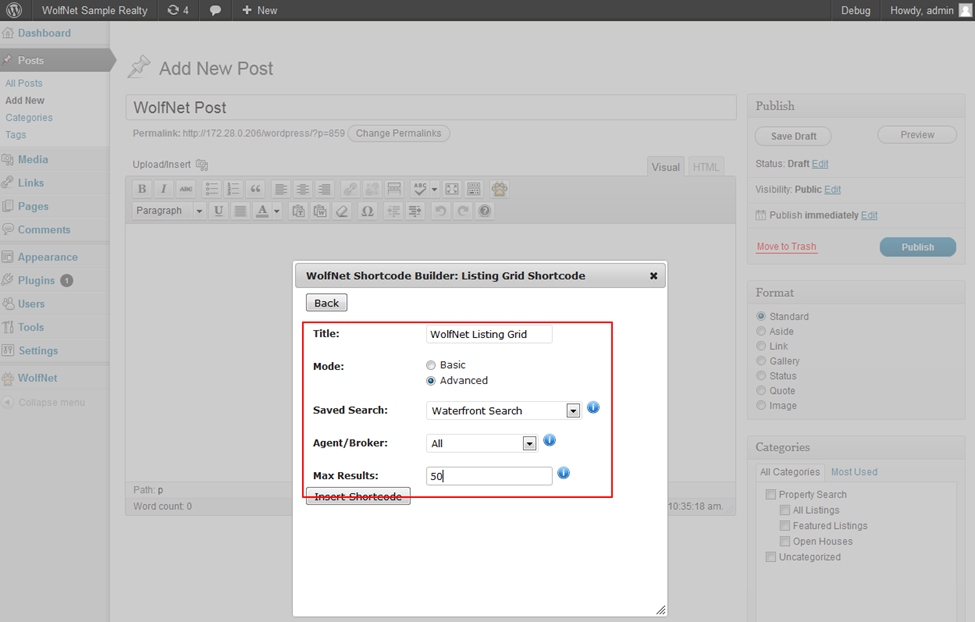 WolfNet Sample Realty 4 New Debug Howdy, admin
Dashboard
Posts
All Posts
Add New
Categories
Tags
Media
Links
Pages
Comments
Appearance
Plugins 1
Users
Tools
Settings
WolfNet
Collapse menu
Add New Post
WolfNet Post
Permalink: http://172.28.0.206/wordpress/?p=859 Change Permalinks
Upload/Insert
Visual HTML
B I ABC ABC
Paragraph U A Ω ?
Path: p
Word count: 0
10:35:18 am.
WolfNet Shortcode Builder: Listing Grid Shortcode
Back
Title: WolfNet Listing Grid
Mode: Basic
Advanced
Saved Search: Waterfront Search
Agent/Broker: All
Max Results: 50
Insert Shortcode
Publish
Save Draft Preview
Status: Draft Edit
Visibility: Public Edit
Publish immediately Edit
Move to Trash Publish
Format
Standard
Aside
Link
Gallery
Status
Quote
Image
Categories
All Categories Most Used
Property Search
All Listings
Featured Listings
Open Houses
Uncategorized